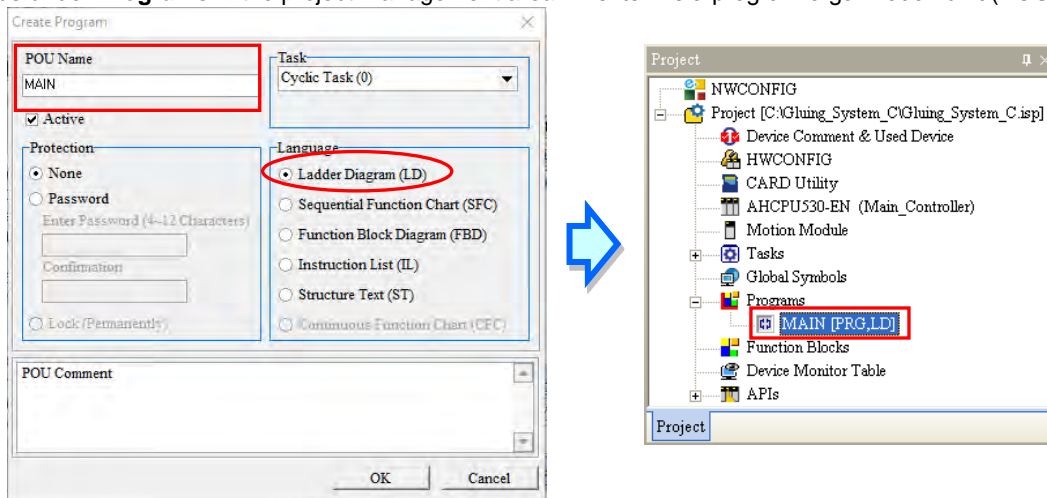 Create Program
POU Name
MAIN
Active
Protection
None
Password
Enter Password (4~12 Characters)
Confirmation
Lock (Permanently)
Task
Cyclic Task (0)
Language
Ladder Diagram (LD)
Sequential Function Chart (SFC)
Function Block Diagram (FBD)
Instruction List (IL)
Structure Text (ST)
Continuous Function Chart (CFC)
POU Comment
OK Cancel
Project
NWCONFIG
Project [C:\Gluing_System_C\Gluing_System_C.isp]
Device Comment & Used Device
HWCONFIG
CARD Utility
AHCPU530-EN (Main_Controller)
Motion Module
Tasks
Global Symbols
Programs
MAIN [PRG,LD]
Function Blocks
Device Monitor Table
APIs
Project